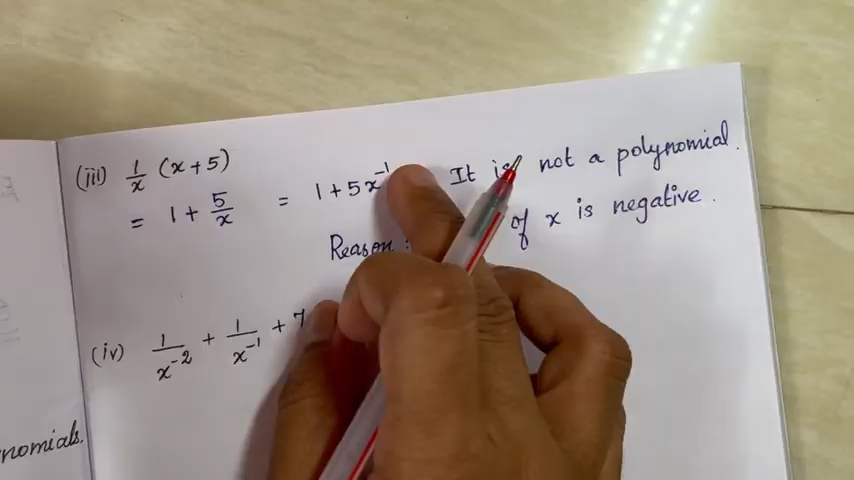 (iii) 1/x (x + 5)
= 1 + 5/x = 1 + 5x⁻¹ It is not a polynomial.
Reason: of x is negative.
(iv) 1/x⁻² + 1/x⁻¹ + 7
nomials.